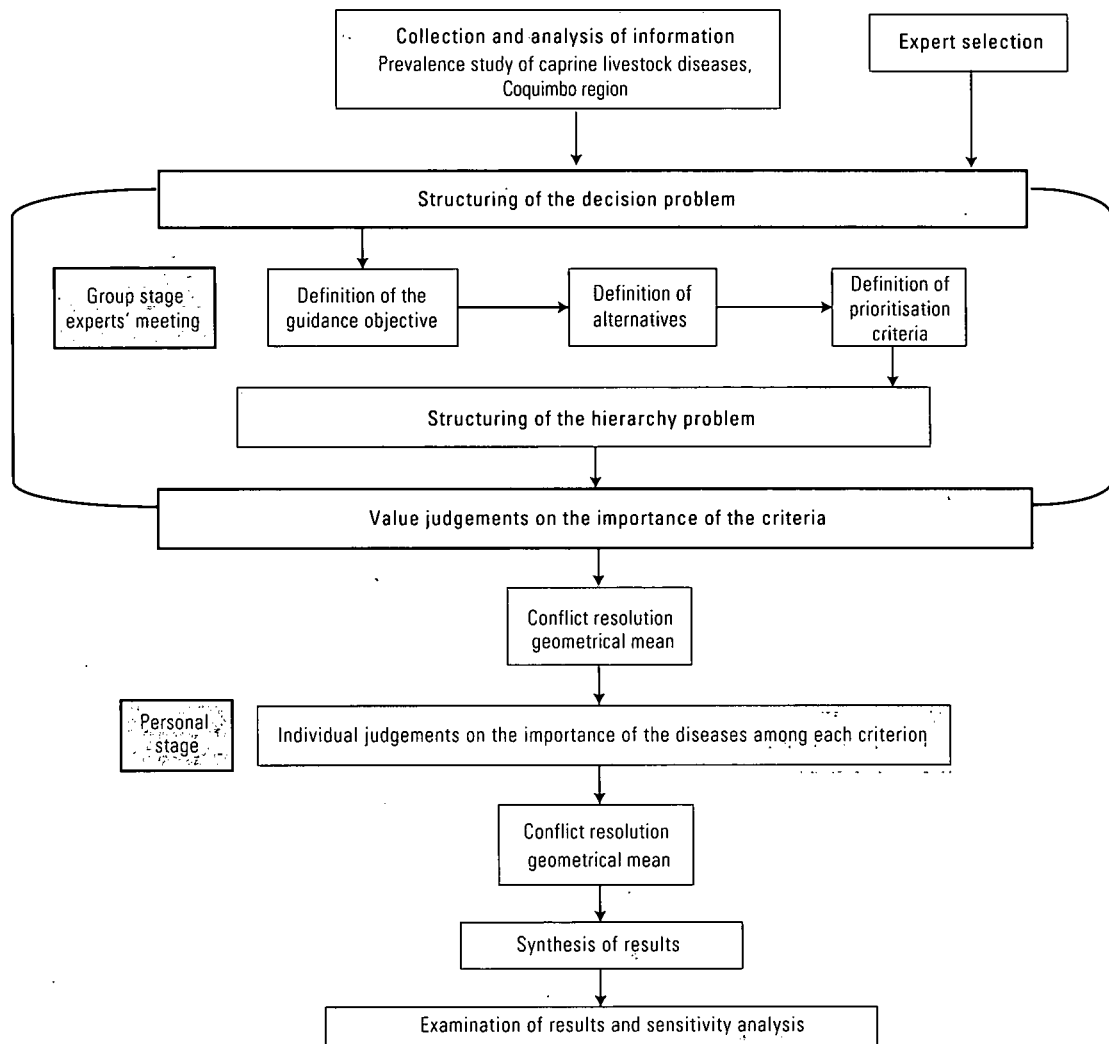 Collection and analysis of information
Prevalence study of caprine livestock diseases,
Coquimbo region
Expert selection
Structuring of the decision problem
Group stage
experts' meeting
Definition of the
guidance objective
Definition of
alternatives
Definition of
prioritisation
criteria
Structuring of the hierarchy problem
Value judgements on the importance of the criteria
Conflict resolution
geometrical mean
Personal
stage
Individual judgements on the importance of the diseases among each criterion
Conflict resolution
geometrical mean
Synthesis of results
Examination of results and sensitivity analysis